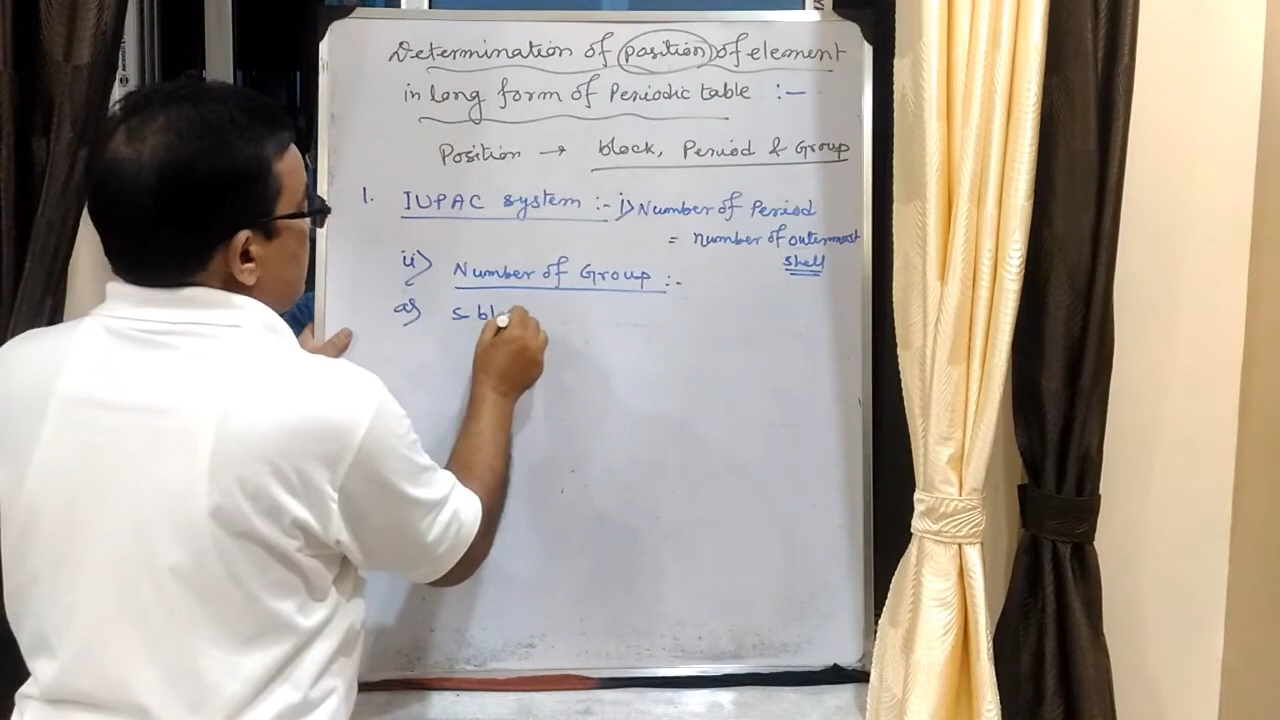 Determination of position of element
in long form of Periodic table :-
Position → block, Period & Group
1. IUPAC system :- i> Number of Period
= number of outermost
shell
ii> Number of Group :-
a> s bl